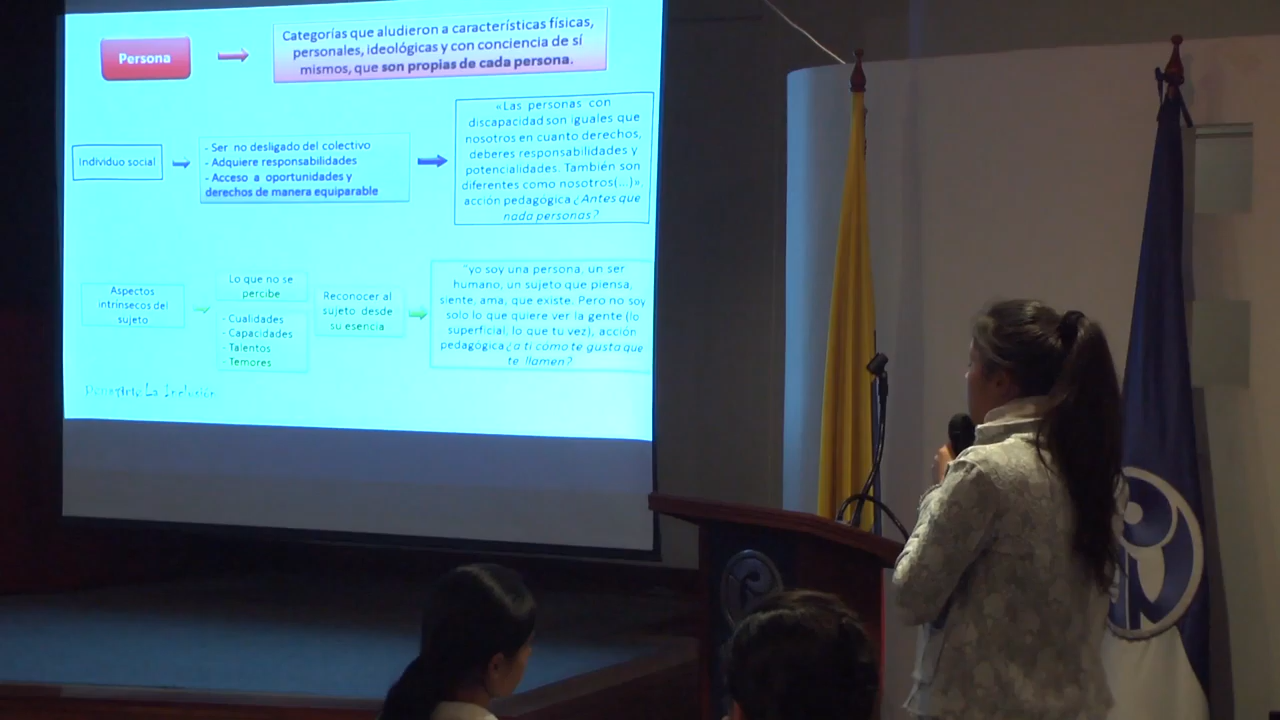 Persona
Categorías que aludieron a características físicas,
personales, ideológicas y con conciencia de sí
mismos, que son propias de cada persona.
Individuo social
- Ser no desligado del colectivo
- Adquiere responsabilidades
- Acceso a oportunidades y
derechos de manera equiparable
«Las personas con
discapacidad son iguales que
nosotros en cuanto derechos,
deberes responsabilidades y
potencialidades. También son
diferentes como nosotros(...)».
acción pedagógica ¿Antes que
nada personas?
Aspectos
intrínsecos del
sujeto
Lo que no se
percibe
- Cualidades
- Capacidades
- Talentos
- Temores
Reconocer al
sujeto desde
su esencia
"yo soy una persona, un ser
humano, un sujeto que piensa,
siente, ama, que existe. Pero no soy
solo lo que quiere ver la gente (lo
superficial, lo que tu vez), acción
pedagógica ¿a ti cómo te gusta que
te llamen?
La Inclusión